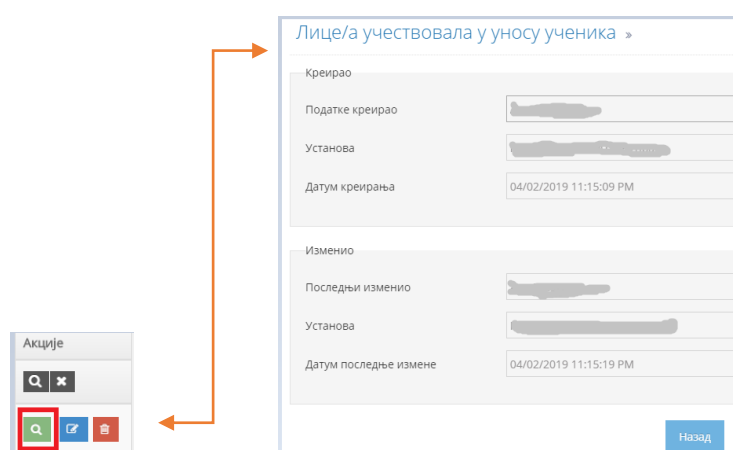 Лице/а учествовала у уносу ученика »
Креирао
Податке креирао
Установа
Датум креирања 04/02/2019 11:15:09 PM
Изменио
Последњи изменио
Установа
Датум последње измене 04/02/2019 11:15:19 PM
Назад
Акције